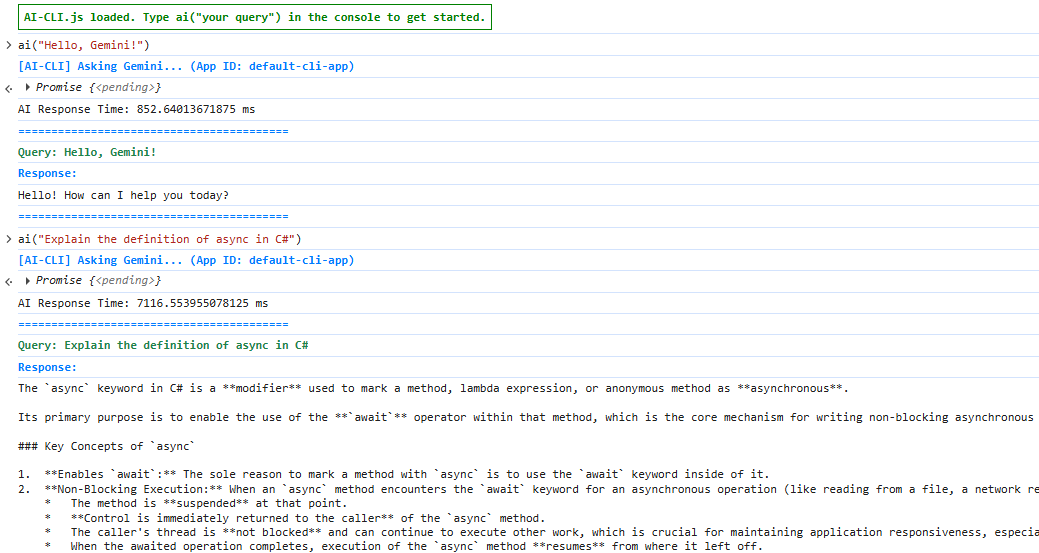 AI-CLI.js loaded. Type ai("your query") in the console to get started.
ai("Hello, Gemini!")
[AI-CLI] Asking Gemini... (App ID: default-cli-app)
Promise {<pending>}
AI Response Time: 852.64013671875 ms
=========================================
Query: Hello, Gemini!
Response:
Hello! How can I help you today?
=========================================
ai("Explain the definition of async in C#")
[AI-CLI] Asking Gemini... (App ID: default-cli-app)
Promise {<pending>}
AI Response Time: 7116.553955078125 ms
=========================================
Query: Explain the definition of async in C#
Response:
The `async` keyword in C# is a **modifier** used to mark a method, lambda expression, or anonymous method as **asynchronous**.
Its primary purpose is to enable the use of the **`await`** operator within that method, which is the core mechanism for writing non-blocking asynchronous
### Key Concepts of `async`
1.  **Enables `await`:** The sole reason to mark a method with `async` is to use the `await` keyword inside of it.
2.  **Non-Blocking Execution:** When an `async` method encounters the `await` keyword for an asynchronous operation (like reading from a file, a network re
*   The method is **suspended** at that point.
*   **Control is immediately returned to the caller** of the `async` method.
*   The caller's thread is **not blocked** and can continue to execute other work, which is crucial for maintaining application responsiveness, especia
*   When the awaited operation completes, execution of the `async` method **resumes** from where it left off.